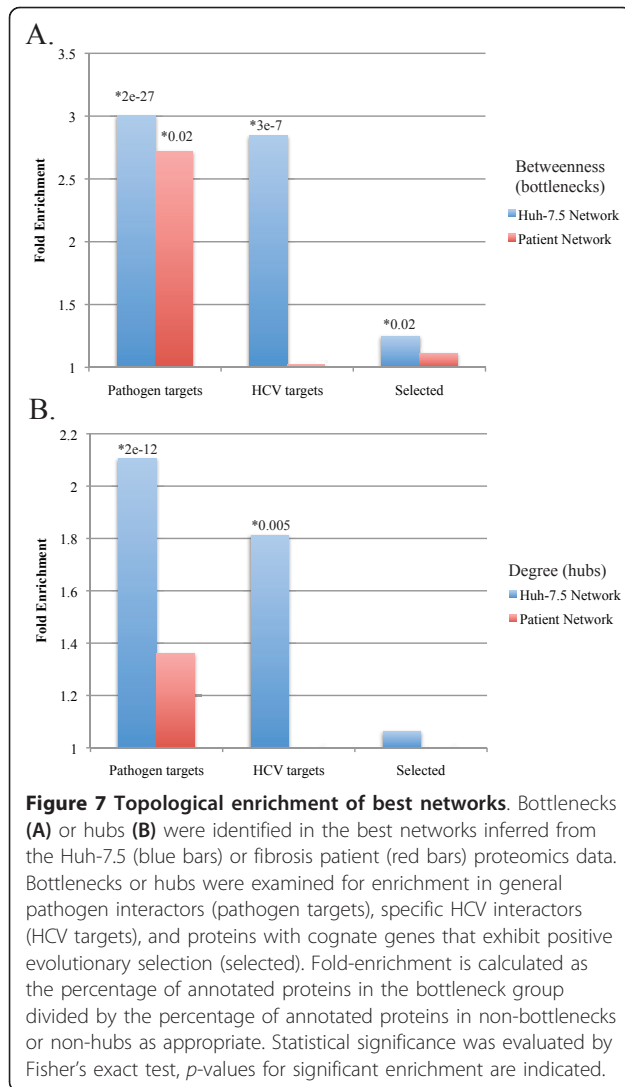 A.
3.5
3
2.5
2
1.5
1
Fold Enrichment
*2e-27
*0.02
*3e-7
*0.02
Pathogen targets
HCV targets
Selected
Betweenness
(bottlenecks)
Huh-7.5 Network
Patient Network
B.
2.2
2
1.8
1.6
1.4
1.2
1
Fold Enrichment
*2e-12
*0.005
Pathogen targets
HCV targets
Selected
Degree (hubs)
Huh-7.5 Network
Patient Network
Figure 7 Topological enrichment of best networks. Bottlenecks
(A) or hubs (B) were identified in the best networks inferred from
the Huh-7.5 (blue bars) or fibrosis patient (red bars) proteomics data.
Bottlenecks or hubs were examined for enrichment in general
pathogen interactors (pathogen targets), specific HCV interactors
(HCV targets), and proteins with cognate genes that exhibit positive
evolutionary selection (selected). Fold-enrichment is calculated as
the percentage of annotated proteins in the bottleneck group
divided by the percentage of annotated proteins in non-bottlenecks
or non-hubs as appropriate. Statistical significance was evaluated by
Fisher's exact test, p-values for significant enrichment are indicated.